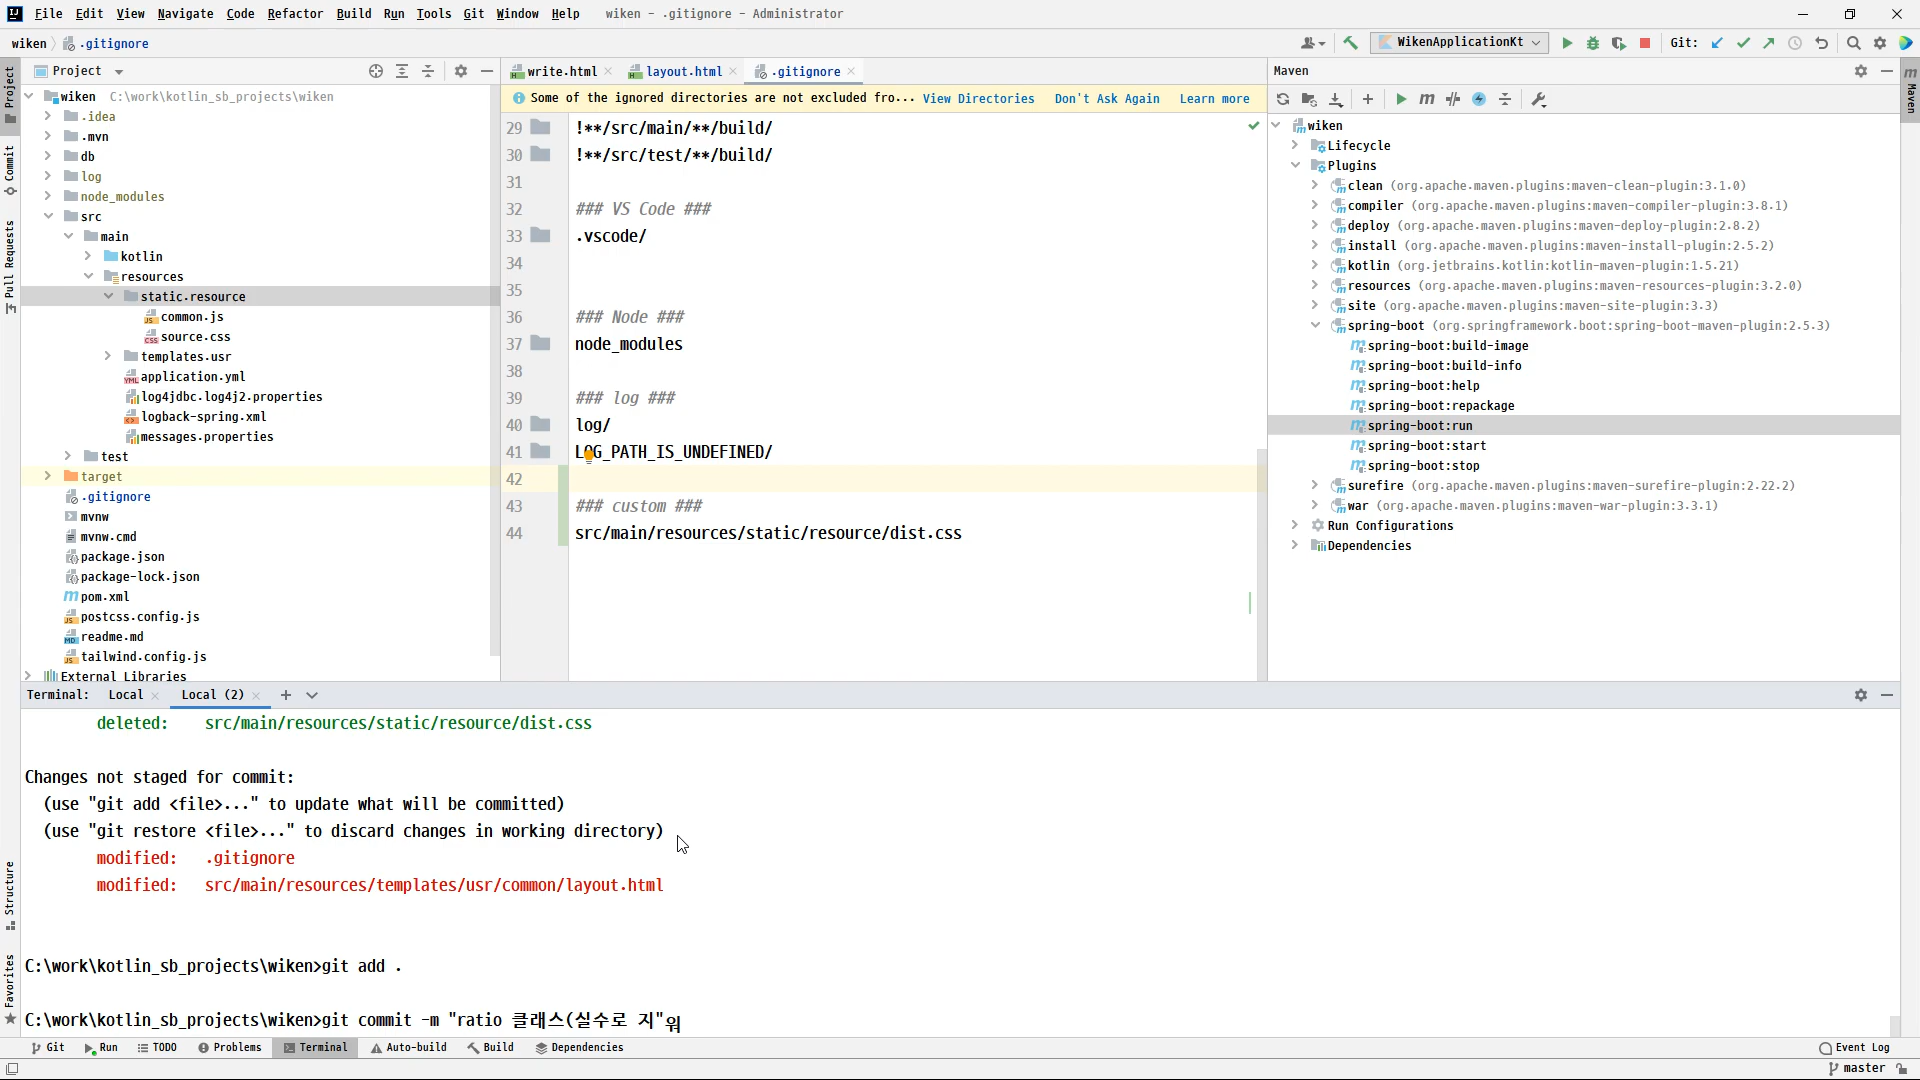 File Edit View Navigate Code Refactor Build Run Tools Git Window Help wiken - .gitignore - Administrator
wiken .gitignore WikenApplicationKt Git:
Project
write.html layout.html .gitignore
Maven
Some of the ignored directories are not excluded fro... View Directories Don't Ask Again Learn more
wiken C:\work\kotlin_sb_projects\wiken
.idea
.mvn
db
log
node_modules
src
main
kotlin
resources
static.resource
common.js
source.css
templates.usr
application.yml
log4jdbc.log4j2.properties
logback-spring.xml
messages.properties
test
target
.gitignore
mvnw
mvnw.cmd
package.json
package-lock.json
pom.xml
postcss.config.js
readme.md
tailwind.config.js
External Libraries
29 !**/src/main/**/build/
30 !**/src/test/**/build/
31
32 ### VS Code ###
33 .vscode/
34
35
36 ### Node ###
37 node_modules
38
39 ### log ###
40 log/
41 LOG_PATH_IS_UNDEFINED/
42
43 ### custom ###
44 src/main/resources/static/resource/dist.css
wiken
Lifecycle
Plugins
clean (org.apache.maven.plugins:maven-clean-plugin:3.1.0)
compiler (org.apache.maven.plugins:maven-compiler-plugin:3.8.1)
deploy (org.apache.maven.plugins:maven-deploy-plugin:2.8.2)
install (org.apache.maven.plugins:maven-install-plugin:2.5.2)
kotlin (org.jetbrains.kotlin:kotlin-maven-plugin:1.5.21)
resources (org.apache.maven.plugins:maven-resources-plugin:3.2.0)
site (org.apache.maven.plugins:maven-site-plugin:3.3)
spring-boot (org.springframework.boot:spring-boot-maven-plugin:2.5.3)
spring-boot:build-image
spring-boot:build-info
spring-boot:help
spring-boot:repackage
spring-boot:run
spring-boot:start
spring-boot:stop
surefire (org.apache.maven.plugins:maven-surefire-plugin:2.22.2)
war (org.apache.maven.plugins:maven-war-plugin:3.3.1)
Run Configurations
Dependencies
Project
Commit
Pull Requests
Structure
Favorites
Maven
Terminal: Local Local (2)
deleted: src/main/resources/static/resource/dist.css
Changes not staged for commit:
(use "git add <file>..." to update what will be committed)
(use "git restore <file>..." to discard changes in working directory)
modified: .gitignore
modified: src/main/resources/templates/usr/common/layout.html
C:\work\kotlin_sb_projects\wiken>git add .
C:\work\kotlin_sb_projects\wiken>git commit -m "ratio 클래스(실수로 지"워
Git Run TODO Problems Terminal Auto-build Build Dependencies Event Log
master